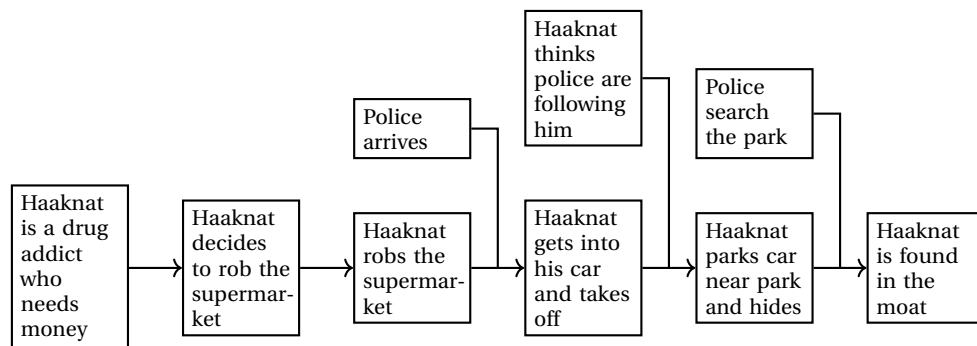 Haaknat
thinks
police are
following
him
Police
arrives
Police
search
the park
Haaknat
is a drug
addict
who
needs
money
Haaknat
decides
to rob the
supermar-
ket
Haaknat
robs the
supermar-
ket
Haaknat
gets into
his car
and takes
off
Haaknat
parks car
near park
and hides
Haaknat
is found
in the
moat